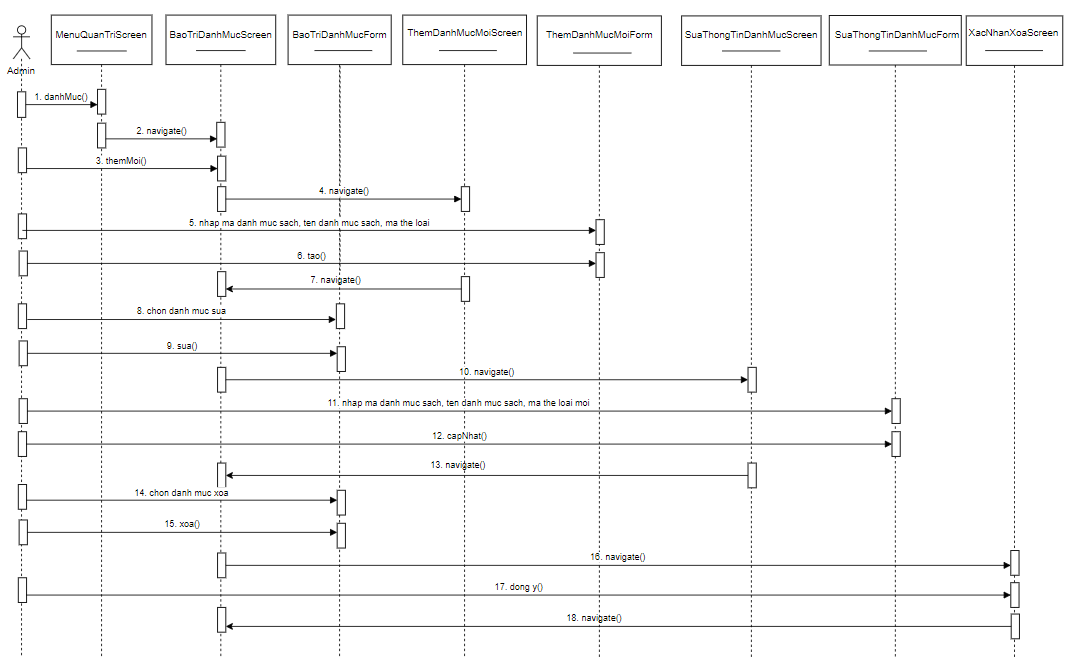 MenuQuanTriScreen
BaoTriDanhMucScreen
BaoTriDanhMucForm
ThemDanhMucMoiScreen
ThemDanhMucMoiForm
SuaThongTinDanhMucScreen
SuaThongTinDanhMucForm
XacNhanXoaScreen
Admin
1. danhMuc()
2. navigate()
3. themMoi()
4. navigate()
5. nhap ma danh muc sach, ten danh muc sach, ma the loai
6. tao()
7. navigate()
8. chon danh muc sua
9. sua()
10. navigate()
11. nhap ma danh muc sach, ten danh muc sach, ma the loai moi
12. capNhat()
13. navigate()
14. chon danh muc xoa
15. xoa()
16. navigate()
17. dong y()
18. navigate()